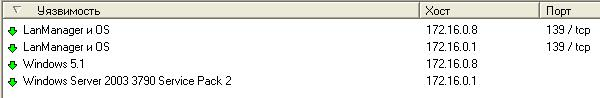 Уязвимость Хост Порт
LanManager и OS 172.16.0.8 139 / tcp
LanManager и OS 172.16.0.1 139 / tcp
Windows 5.1 172.16.0.8
Windows Server 2003 3790 Service Pack 2 172.16.0.1